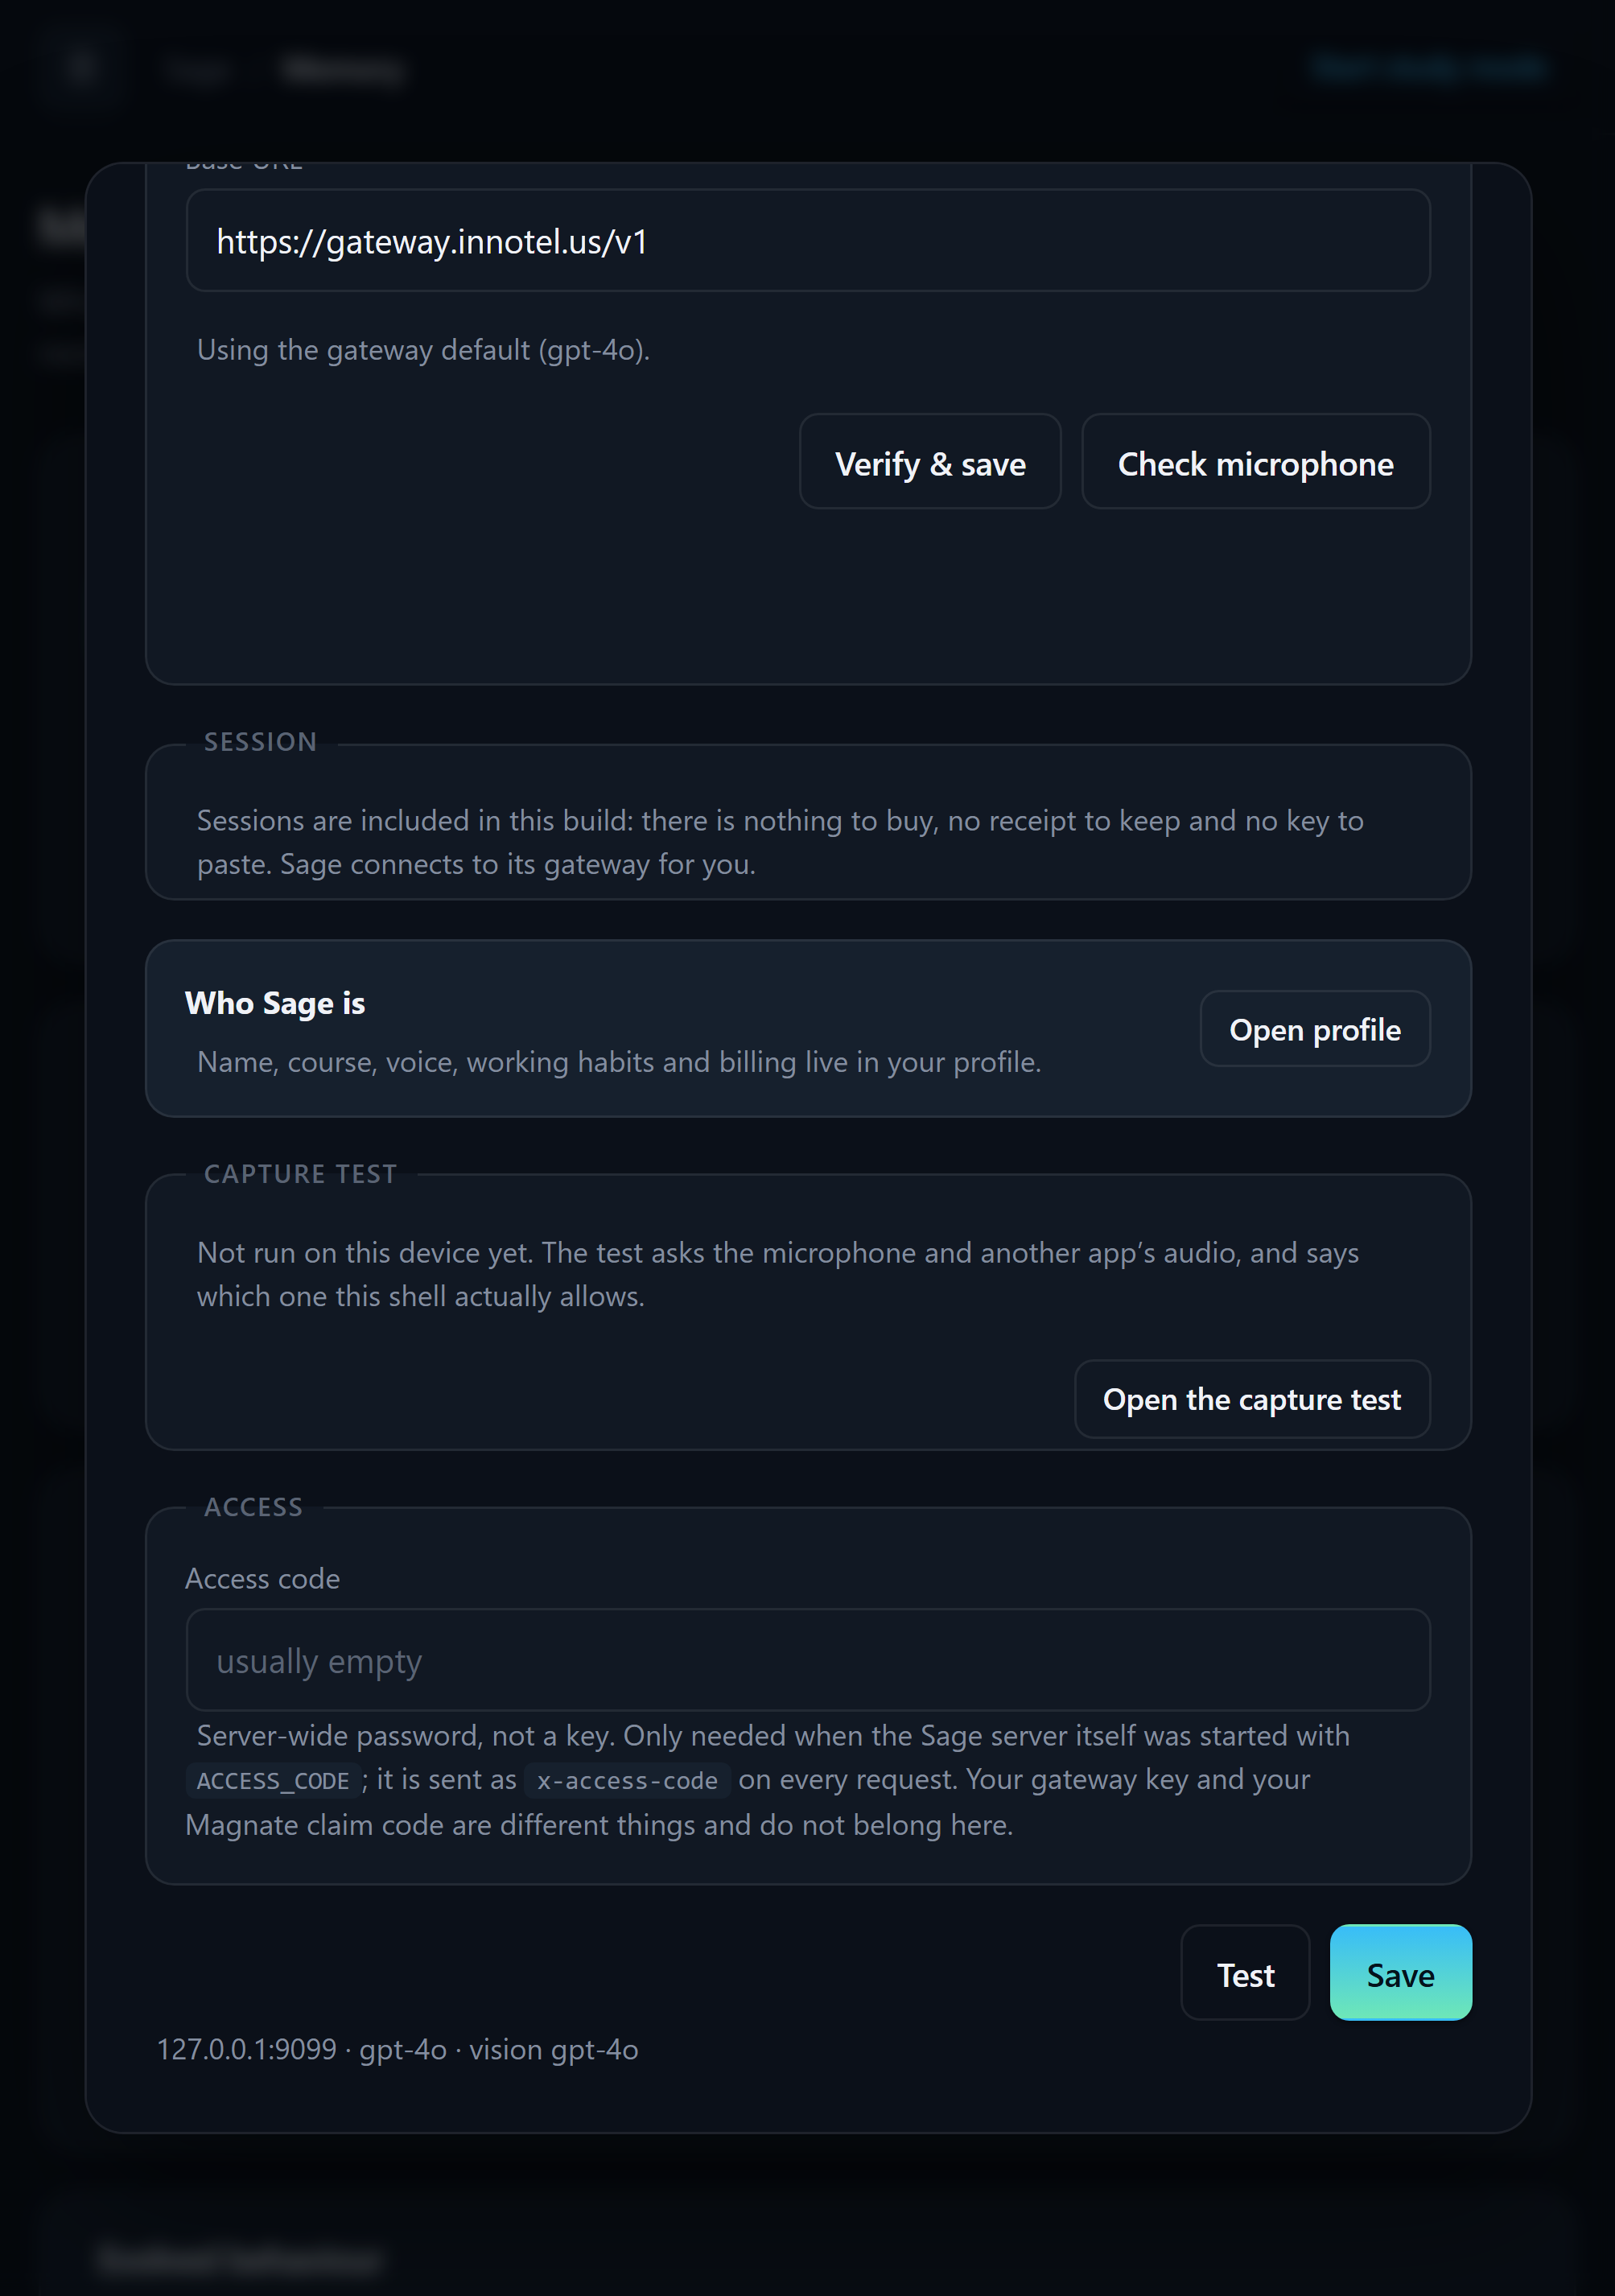 Base URL
https://gateway.innotel.us/v1
Using the gateway default (gpt-4o).
Verify & save
Check microphone
SESSION
Sessions are included in this build: there is nothing to buy, no receipt to keep and no key to
paste. Sage connects to its gateway for you.
Who Sage is
Name, course, voice, working habits and billing live in your profile.
Open profile
CAPTURE TEST
Not run on this device yet. The test asks the microphone and another app’s audio, and says
which one this shell actually allows.
Open the capture test
ACCESS
Access code
usually empty
Server-wide password, not a key. Only needed when the Sage server itself was started with
ACCESS_CODE; it is sent as x-access-code on every request. Your gateway key and your
Magnate claim code are different things and do not belong here.
Test
Save
127.0.0.1:9099 · gpt-4o · vision gpt-4o